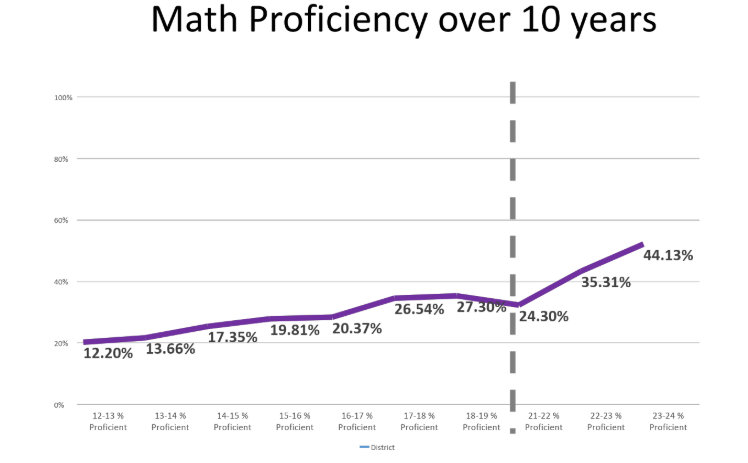 Math Proficiency over 10 years
100%
80%
60%
40%
20%
0%
12.20%
13.66%
17.35%
19.81%
20.37%
26.54%
27.30%
24.30%
35.31%
44.13%
12-13 % Proficient
13-14 % Proficient
14-15 % Proficient
15-16 % Proficient
16-17 % Proficient
17-18 % Proficient
18-19 % Proficient
21-22 % Proficient
22-23 % Proficient
23-24 % Proficient
District